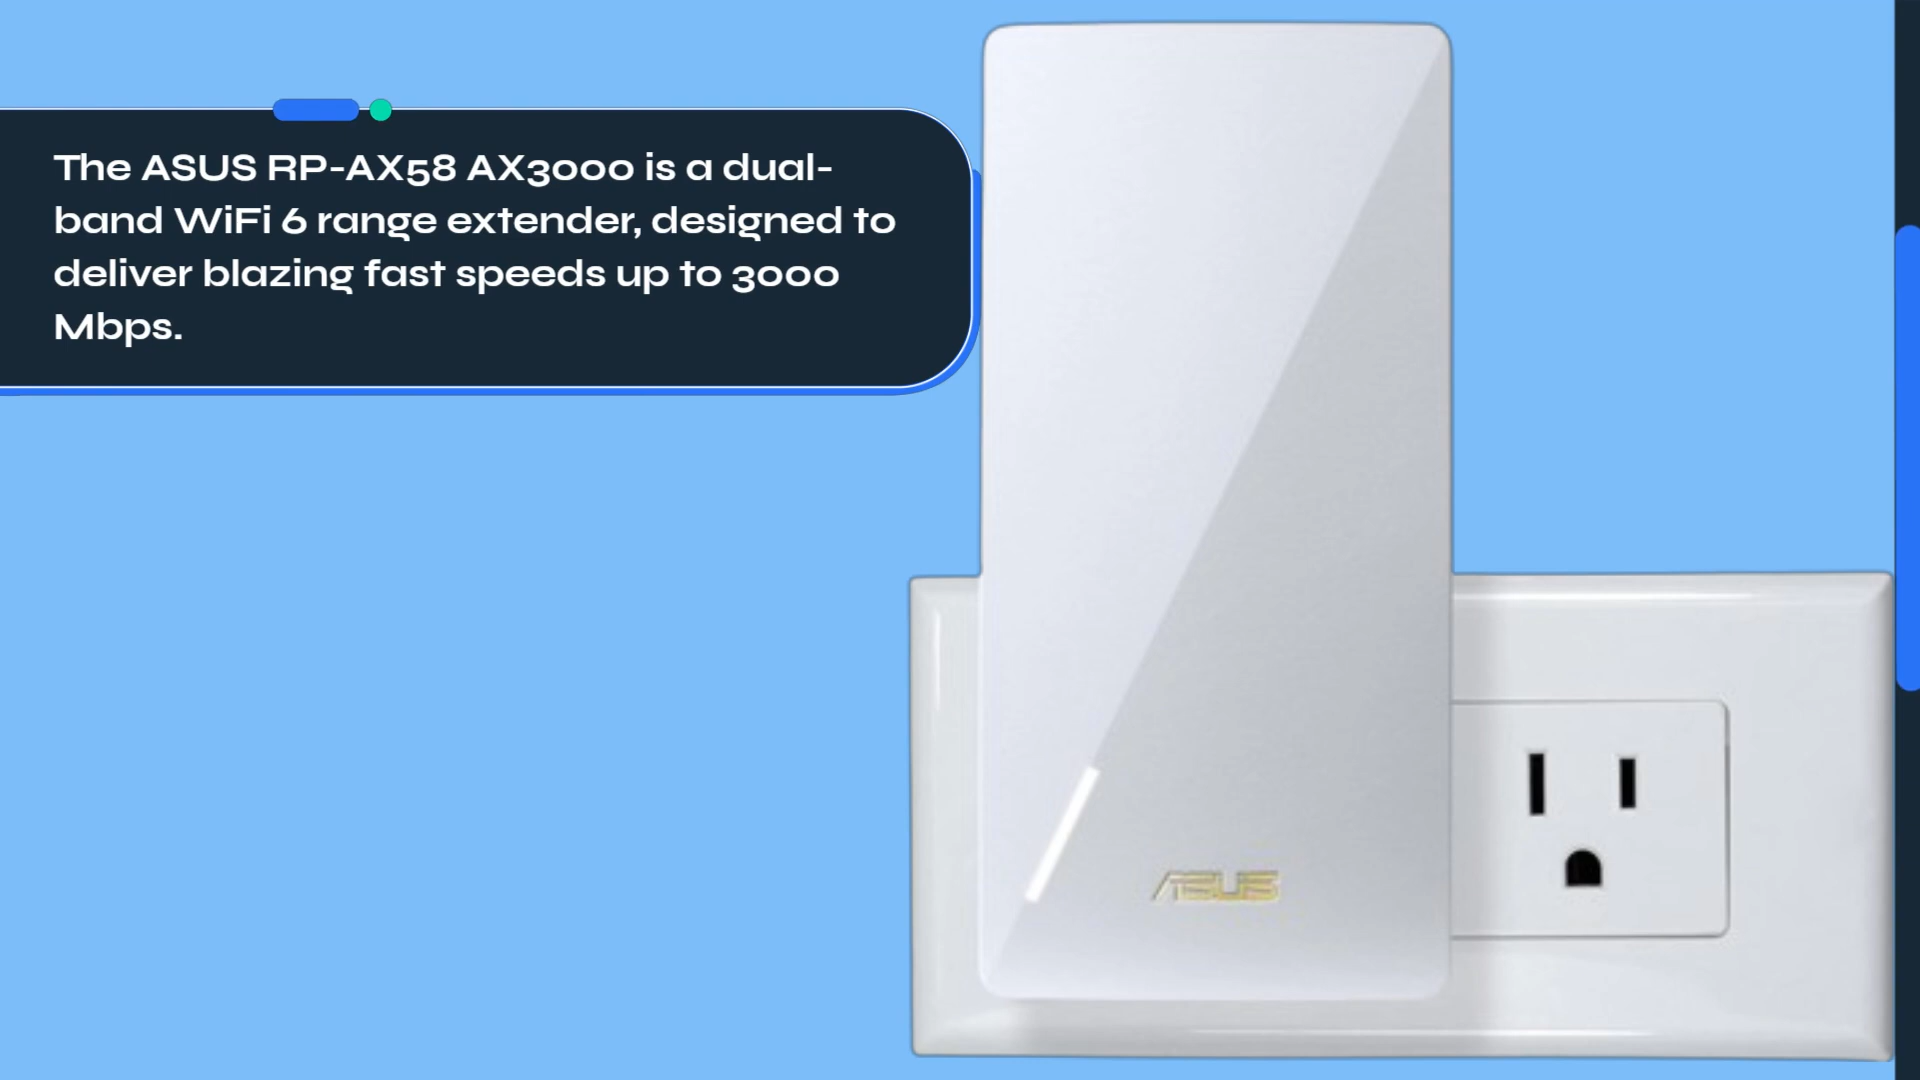 The ASUS RP-AX58 AX3000 is a dual-
band WiFi 6 range extender, designed to
deliver blazing fast speeds up to 3000
Mbps.
ASUS